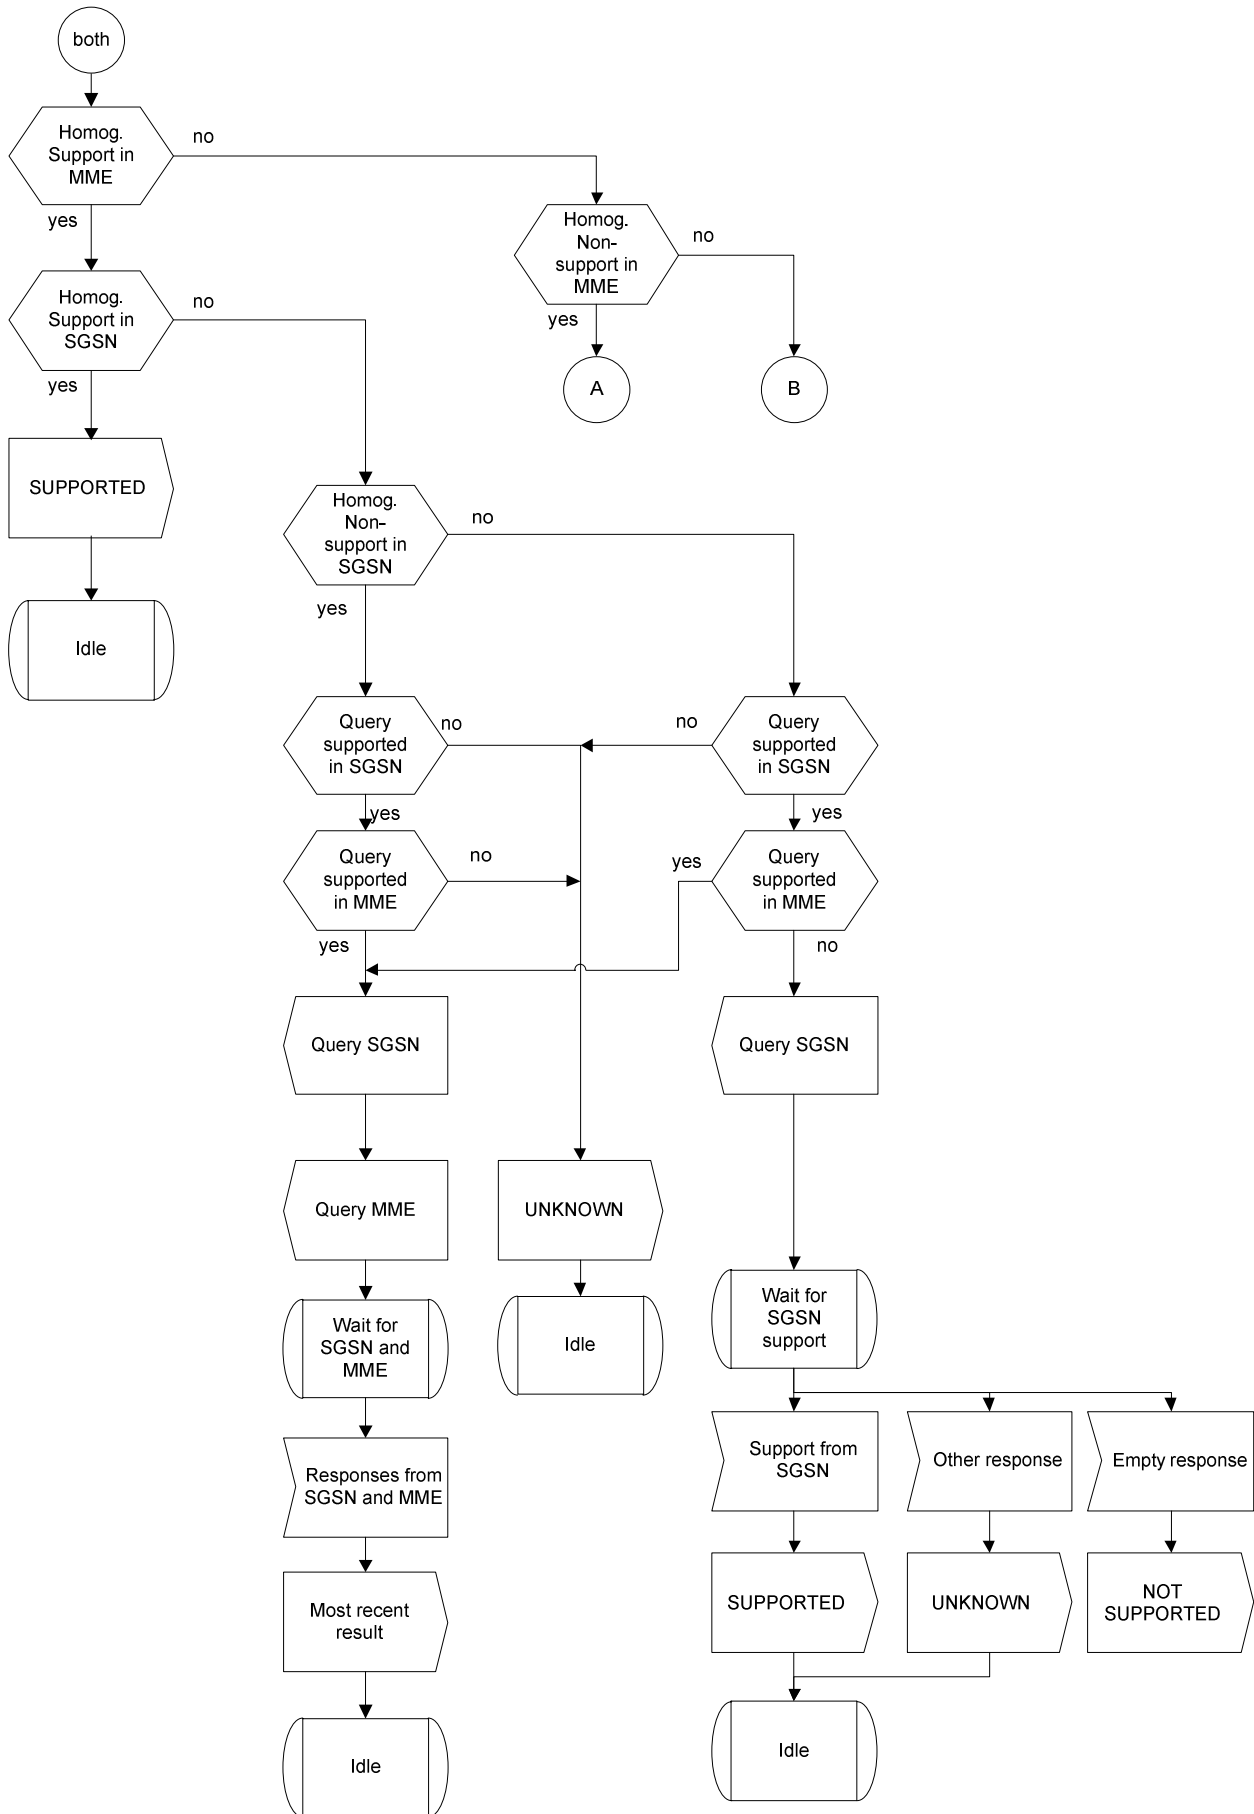 both
Homog.
Support in
MME
no
yes
Homog.
Non-
support in
MME
no
yes
Homog.
Support in
SGSN
no
yes
A
B
SUPPORTED
Homog.
Non-
support in
SGSN
no
yes
Idle
Query
supported
in SGSN
no
yes
no
Query
supported
in SGSN
yes
Query
supported
in MME
no
yes
yes
Query
supported
in MME
no
Query SGSN
Query SGSN
Query MME
UNKNOWN
Wait for
SGSN and
MME
Idle
Wait for
SGSN
support
Responses from
SGSN and MME
Support from
SGSN
Other response
Empty response
Most recent
result
SUPPORTED
UNKNOWN
NOT
SUPPORTED
Idle
Idle